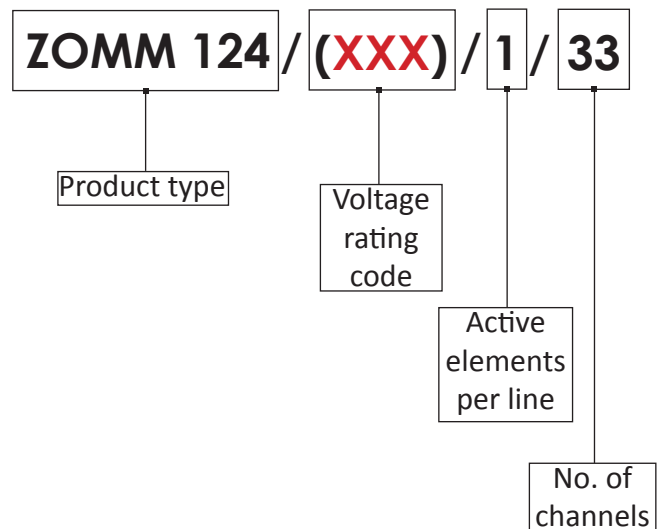 ZOMM 124/(XXX)/1/33
Product type
Voltage
rating
code
Active
elements
per line
No. of
channels